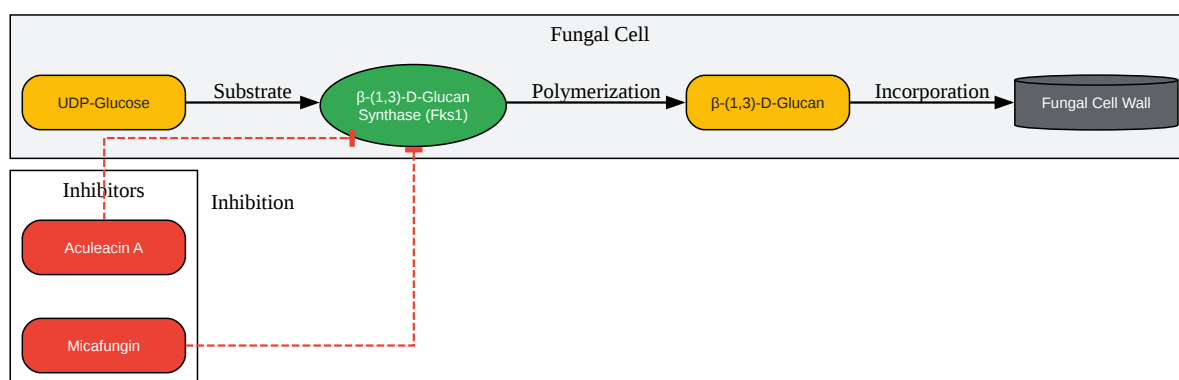 Fungal Cell
UDP-Glucose
Substrate
β-(1,3)-D-Glucan
Synthase (Fks1)
Polymerization
β-(1,3)-D-Glucan
Incorporation
Fungal Cell Wall
Inhibitors
Inhibition
Aculeacin A
Micafungin